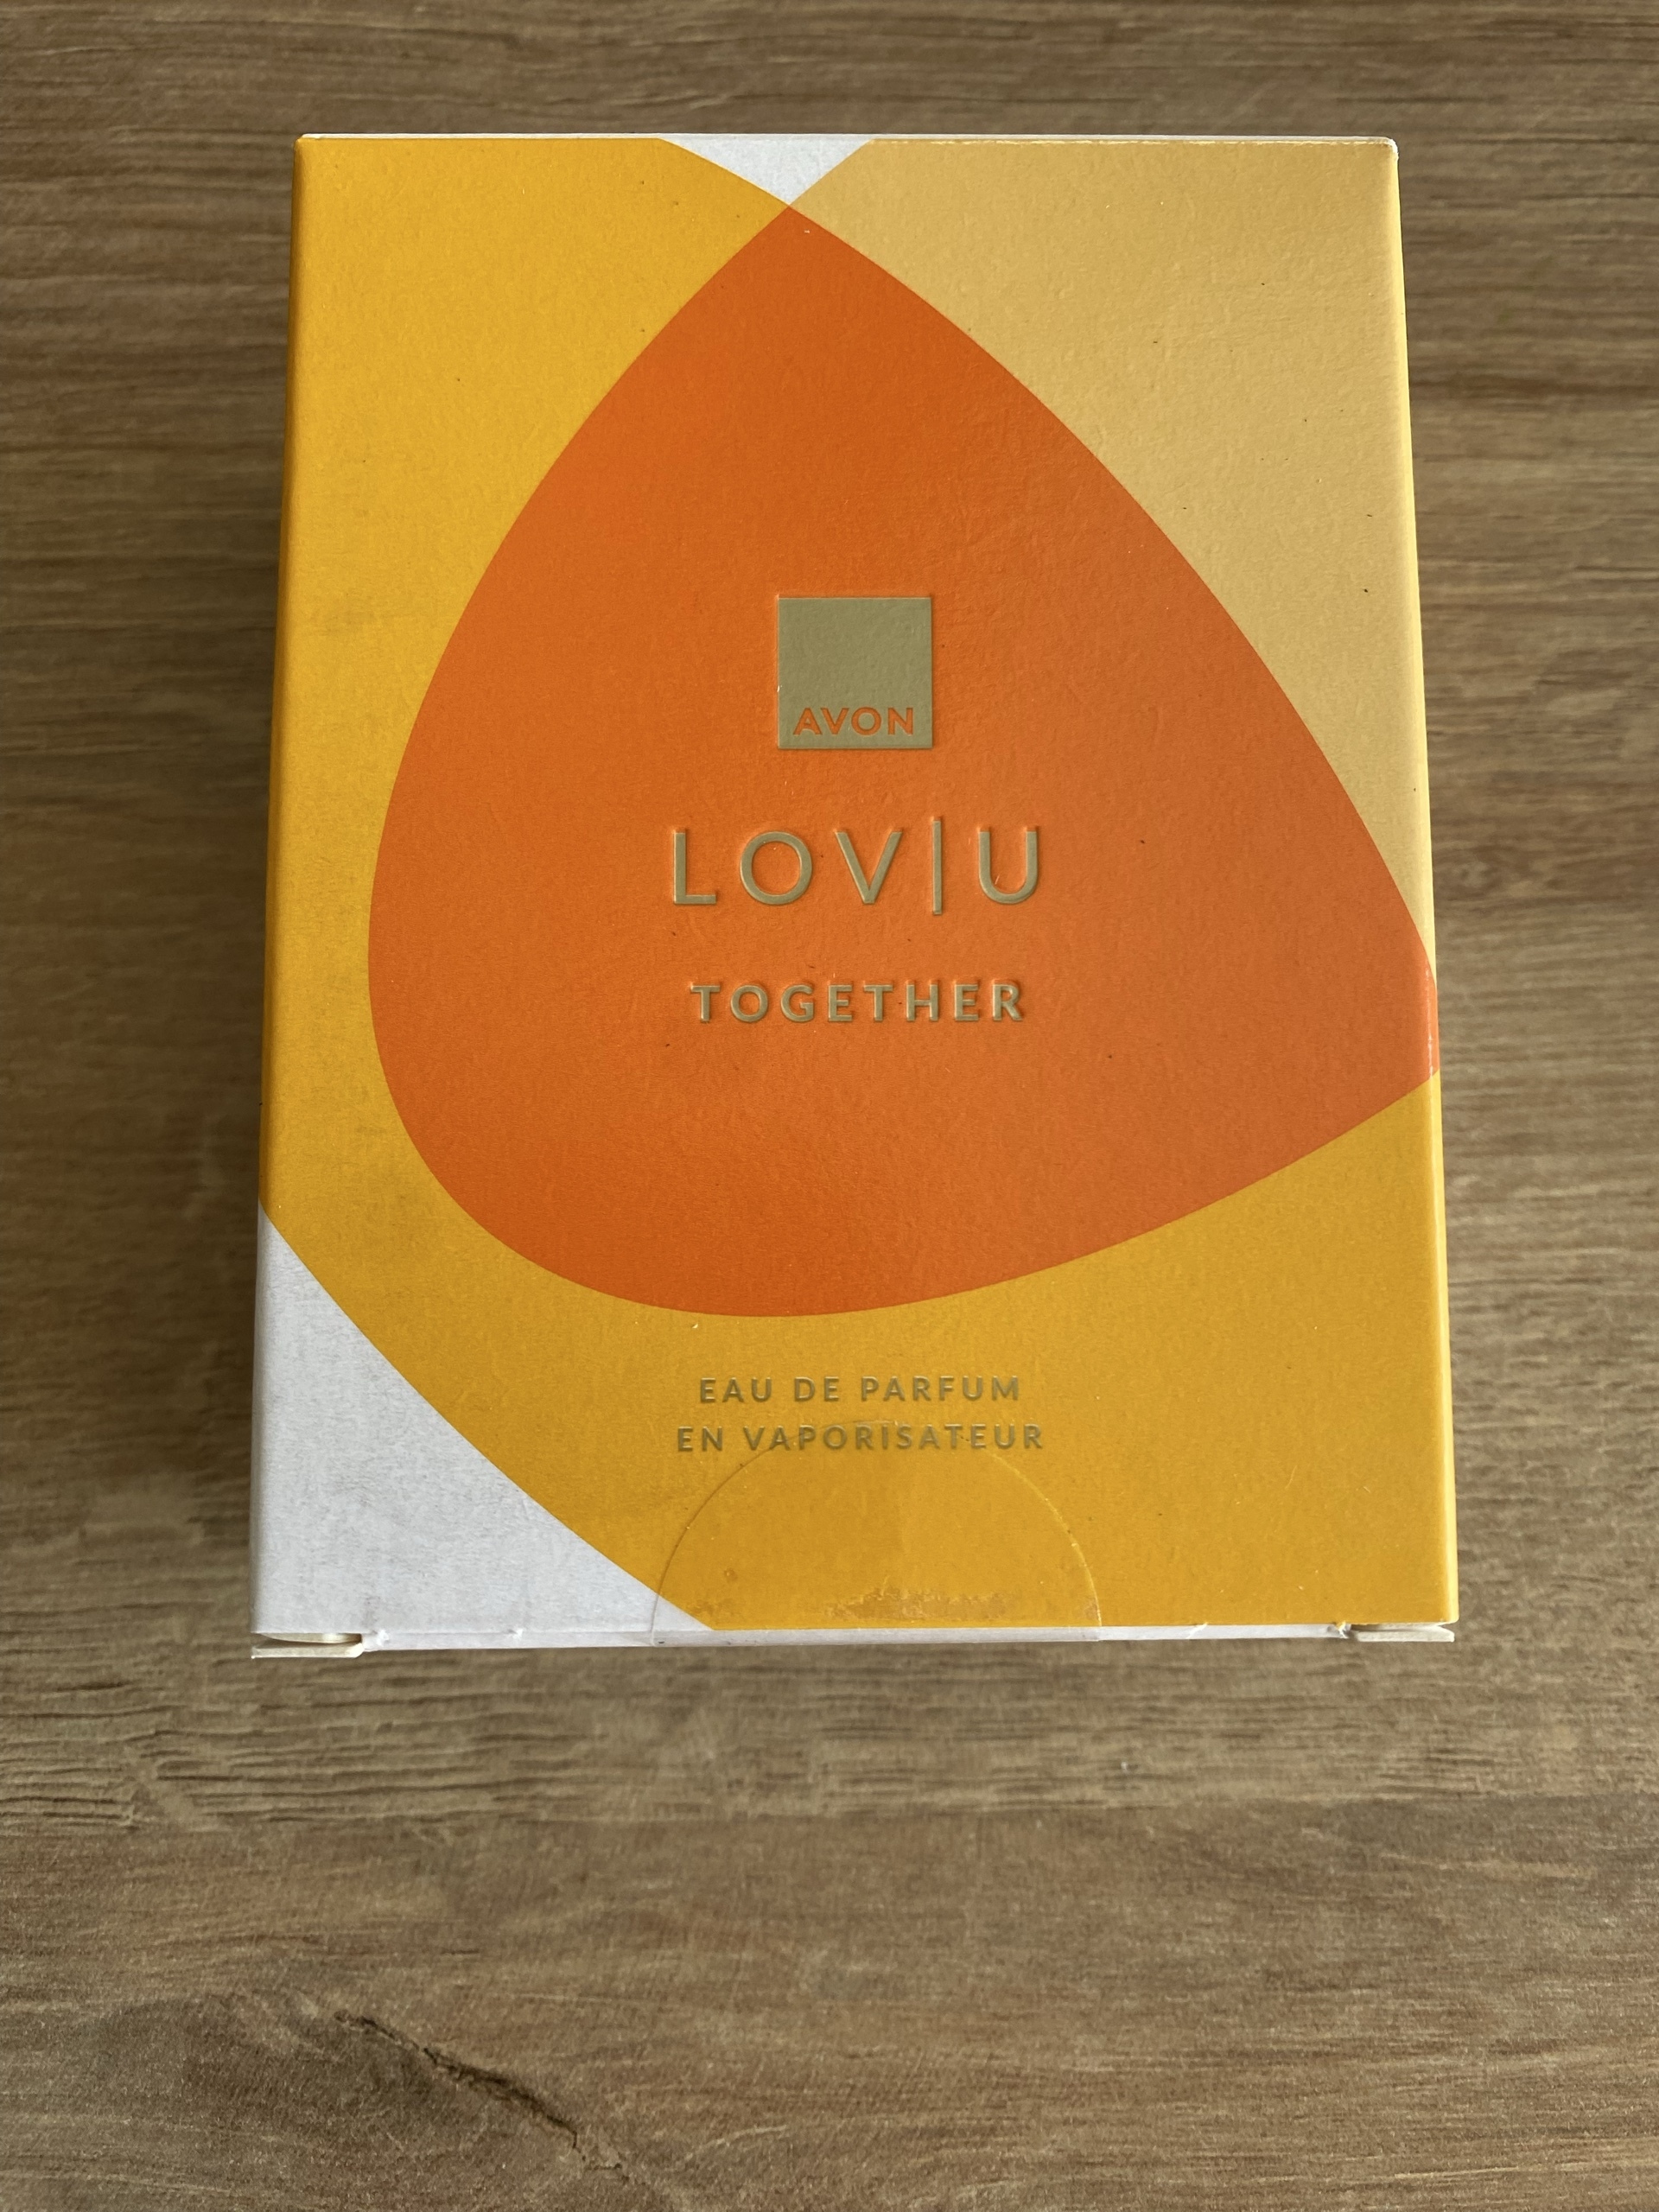 AVON
LOV|U
TOGETHER
EAU DE PARFUM
EN VAPORISATEUR